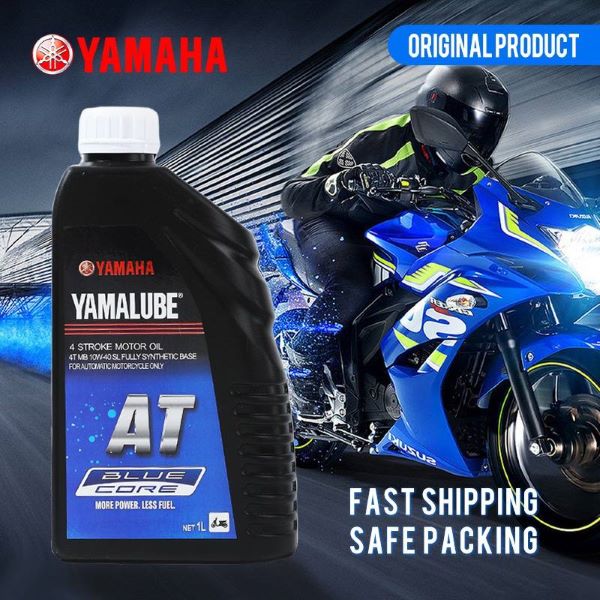 YAMAHA
ORIGINAL PRODUCT
YAMAHA
YAMALUBE®
4 STROKE MOTOR OIL
4T MB 10W-40 SL FULLY SYNTHETIC BASE
FOR AUTOMATIC MOTORCYCLE ONLY
AT
BLUE
CORE
MORE POWER. LESS FUEL.
NET 1L
SUZUKI
FAST SHIPPING
SAFE PACKING